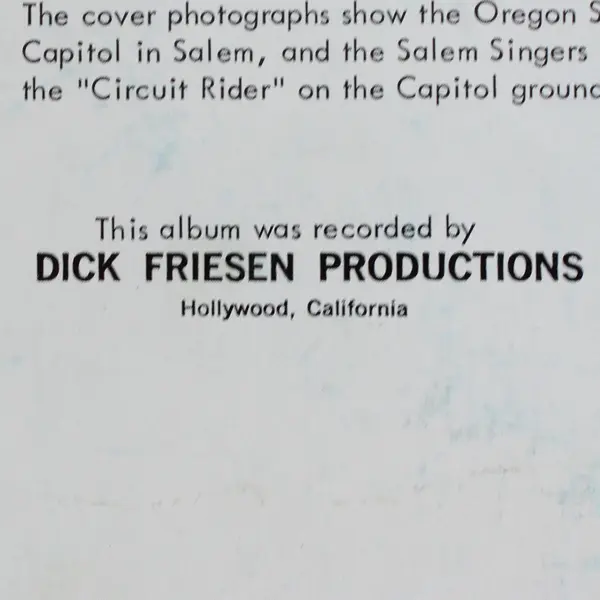 The cover photographs show the Oregon S
Capitol in Salem, and the Salem Singers
the "Circuit Rider" on the Capitol ground
This album was recorded by
DICK FRIESEN PRODUCTIONS
Hollywood, California